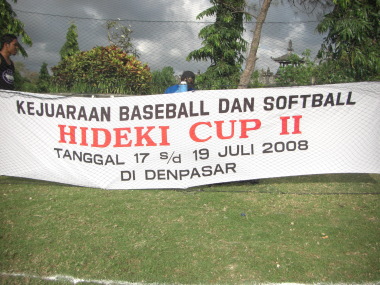 KEJUARAAN BASEBALL DAN SOFTBALL
HIDEKI CUP II
TANGGAL 17 s/d 19 JULI 2008
DI DENPASAR